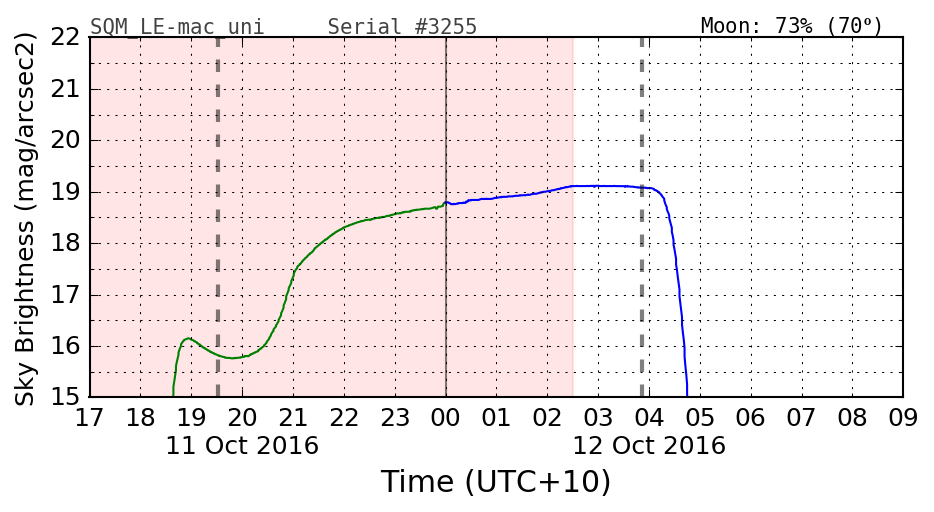 SQM_LE-mac_uni Serial #3255 Moon: 73% (70°)
Sky Brightness (mag/arcsec2)
22
21
20
19
18
17
16
15
17 18 19 20 21 22 23 00 01 02 03 04 05 06 07 08 09
11 Oct 2016 12 Oct 2016
Time (UTC+10)